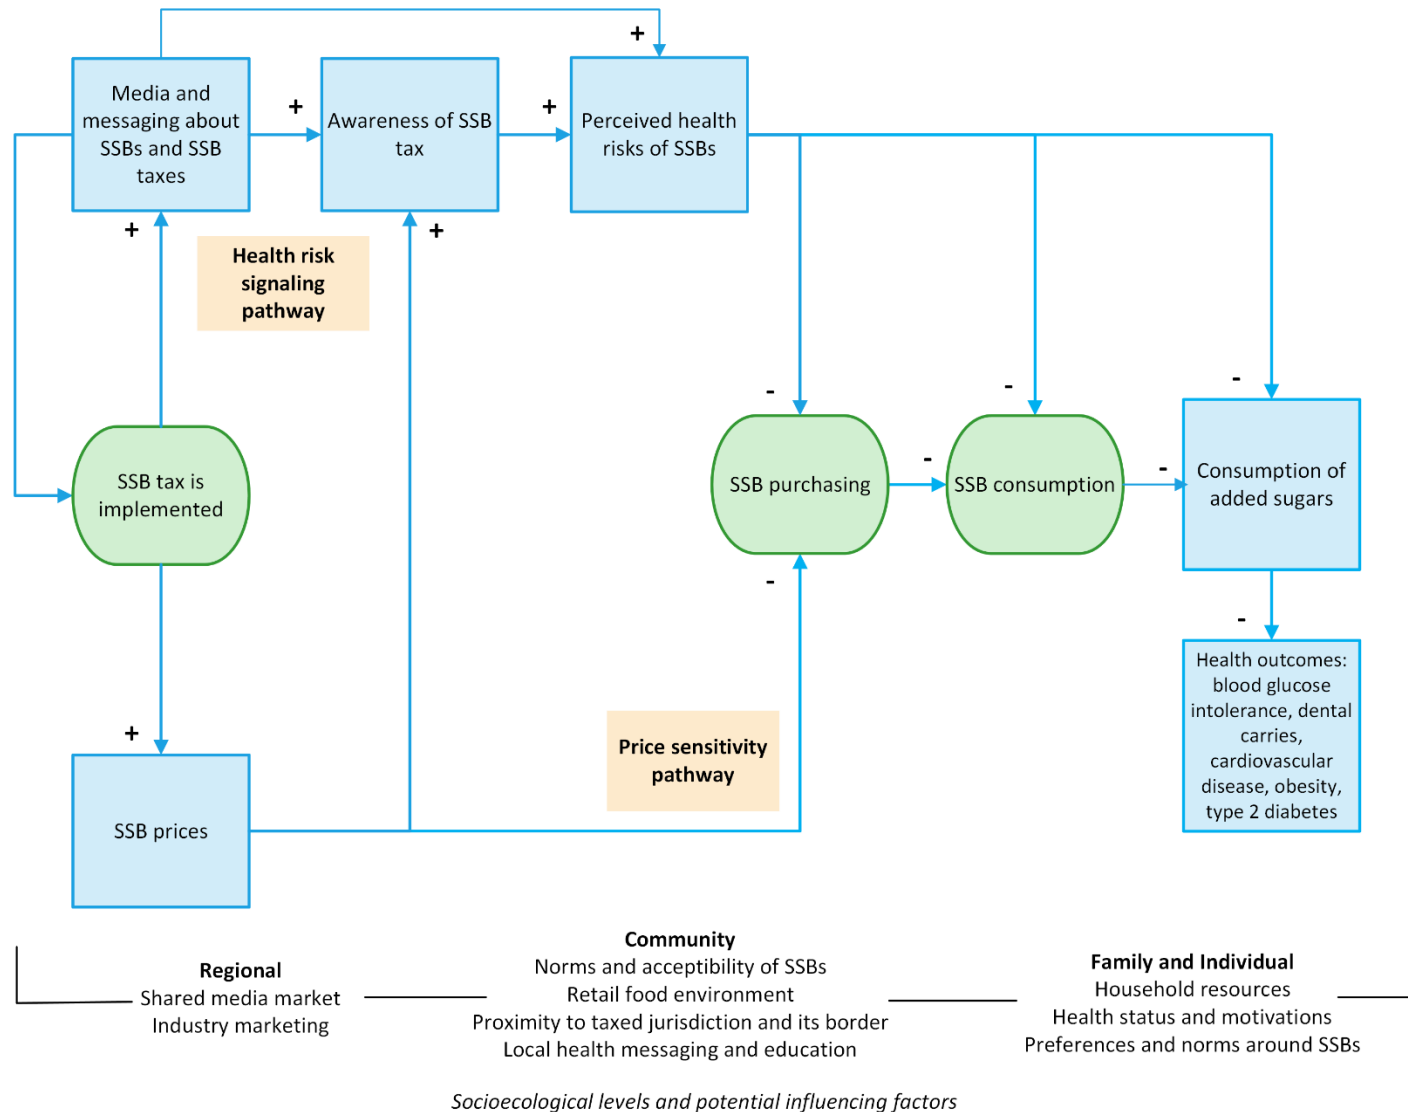 +
Media and
messaging about
SSBs and SSB
taxes
+
Awareness of SSB
tax
+
Perceived health
risks of SSBs
+
+
Health risk
signaling
pathway
-
-
-
SSB tax is
implemented
SSB purchasing
-
SSB consumption
-
Consumption of
added sugars
-
-
Health outcomes:
blood glucose
intolerance, dental
carries,
cardiovascular
disease, obesity,
type 2 diabetes
+
Price sensitivity
pathway
SSB prices
Regional
Shared media market
Industry marketing
Community
Norms and acceptibility of SSBs
Retail food environment
Proximity to taxed jurisdiction and its border
Local health messaging and education
Family and Individual
Household resources
Health status and motivations
Preferences and norms around SSBs
Socioecological levels and potential influencing factors